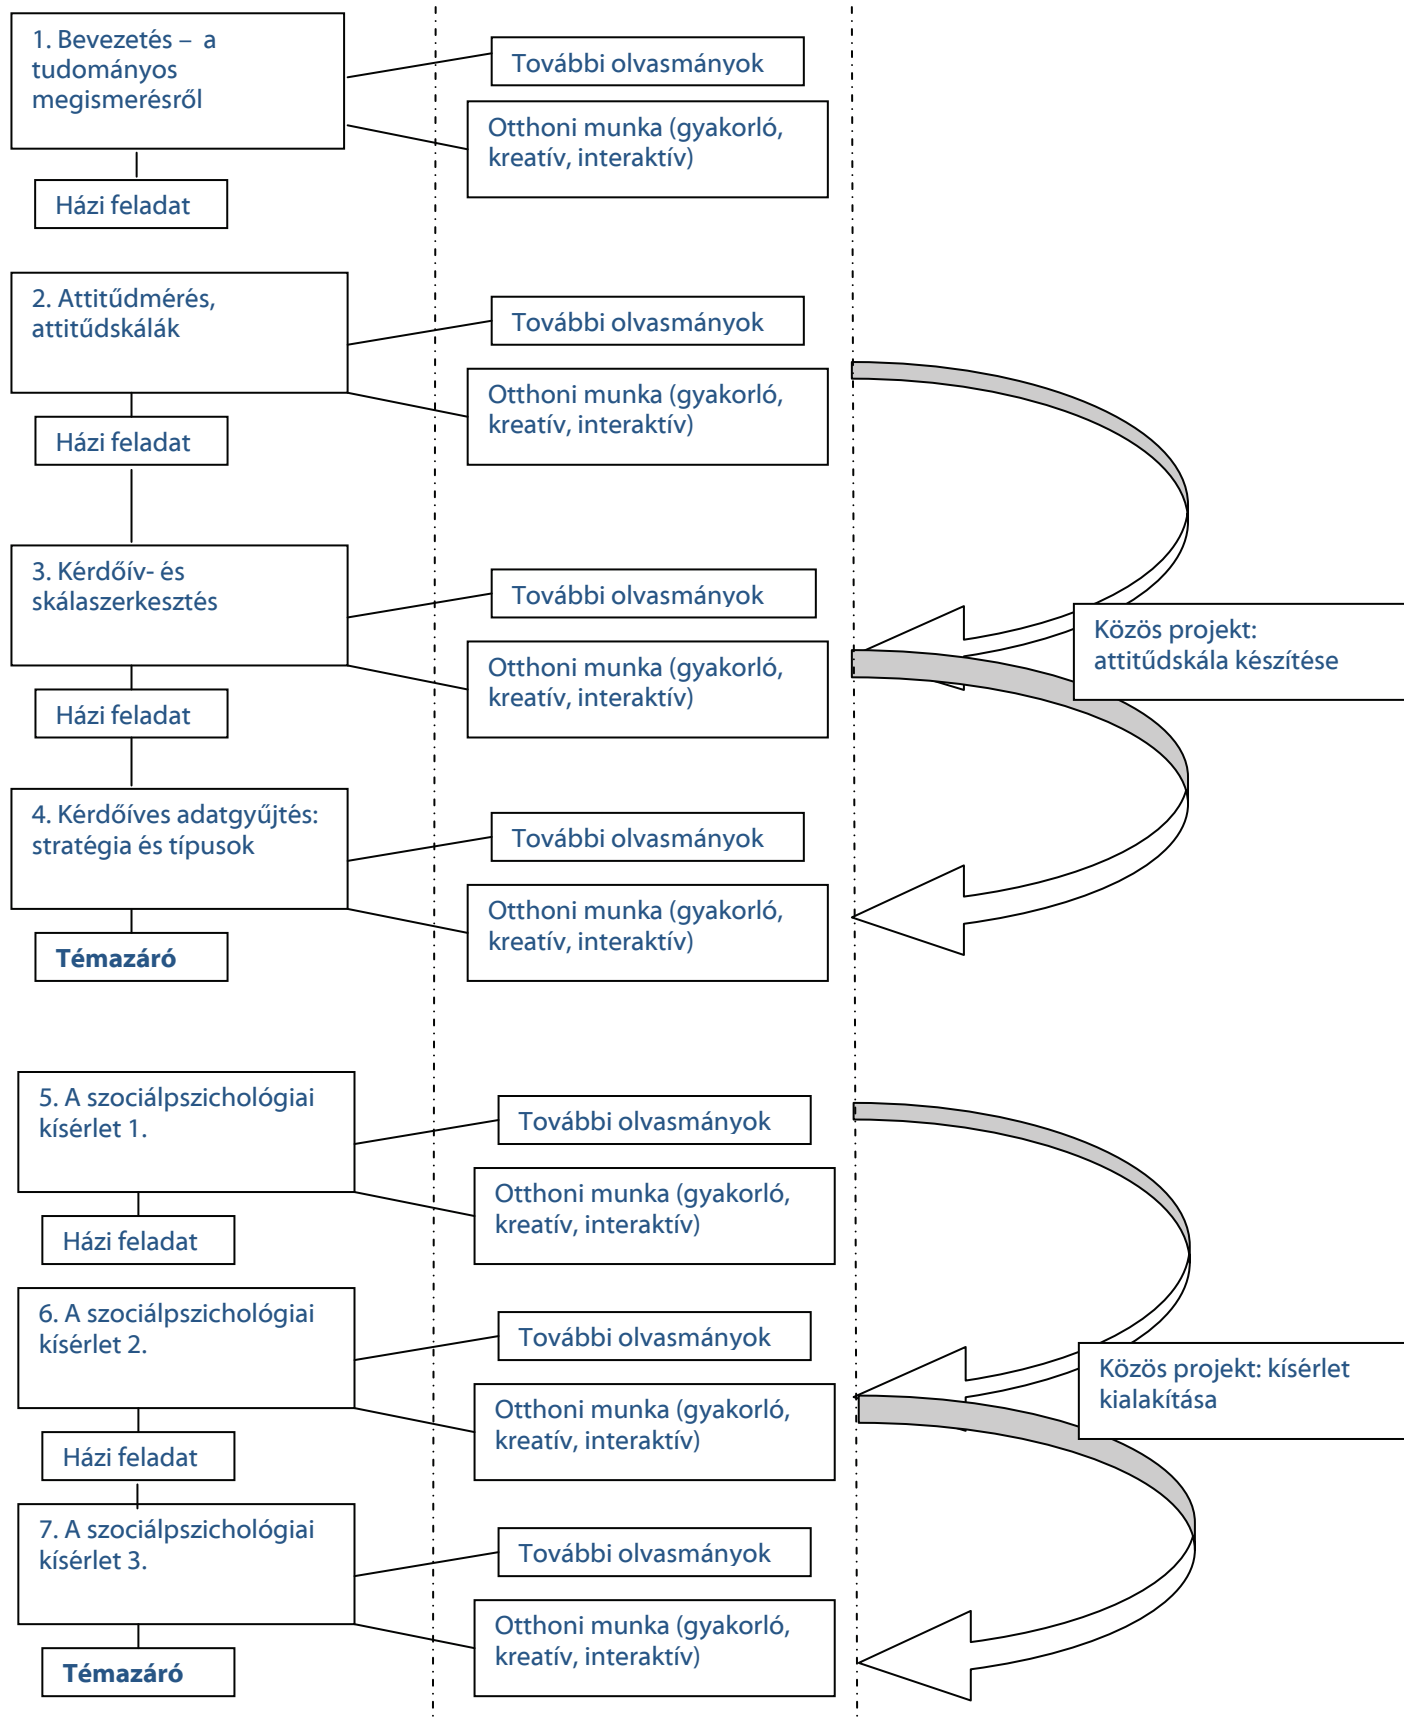 1. Bevezetés – a
tudományos
megismerésről
További olvasmányok
Otthoni munka (gyakorló,
kreatív, interaktív)
Házi feladat
2. Attitűdmérés,
attitűdskálák
További olvasmányok
Otthoni munka (gyakorló,
kreatív, interaktív)
Házi feladat
3. Kérdőív- és
skálaszerkesztés
További olvasmányok
Otthoni munka (gyakorló,
kreatív, interaktív)
Közös projekt:
attitűdskála készítése
Házi feladat
4. Kérdőíves adatgyűjtés:
stratégia és típusok
További olvasmányok
Otthoni munka (gyakorló,
kreatív, interaktív)
Témazáró
5. A szociálpszichológiai
kísérlet 1.
További olvasmányok
Otthoni munka (gyakorló,
kreatív, interaktív)
Házi feladat
6. A szociálpszichológiai
kísérlet 2.
További olvasmányok
Otthoni munka (gyakorló,
kreatív, interaktív)
Közös projekt: kísérlet
kialakítása
Házi feladat
7. A szociálpszichológiai
kísérlet 3.
További olvasmányok
Otthoni munka (gyakorló,
kreatív, interaktív)
Témazáró